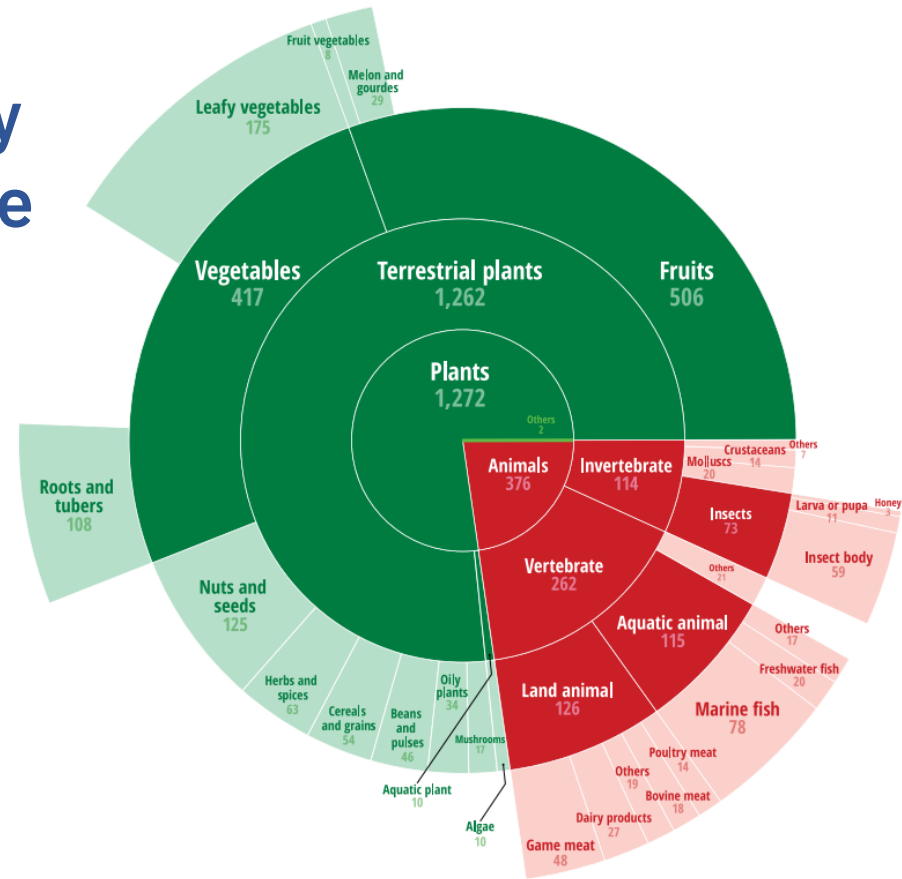 y
e
Fruit vegetables
8
Melon and
gourdes
29
Leafy vegetables
175
Vegetables
417
Terrestrial plants
1,262
Fruits
506
Plants
1,272
Others
2
Animals
376
Invertebrate
114
Molluscs
20
Crustaceans
14
Others
7
Insects
73
Larva or pupa
11
Honey
3
Insect body
59
Vertebrate
262
Others
21
Aquatic animal
115
Others
17
Freshwater fish
20
Marine fish
78
Land animal
126
Poultry meat
14
Bovine meat
18
Others
19
Dairy products
27
Game meat
48
Roots and
tubers
108
Nuts and
seeds
125
Herbs and
spices
63
Cereals
and grains
54
Beans
and
pulses
46
Oily
plants
34
Mushrooms
17
Aquatic plant
10
Algae
10